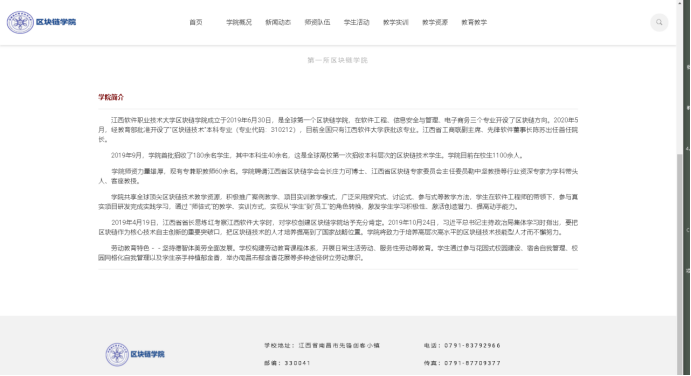 区块链学院
首页 学院概况 新闻动态 师资队伍 学生活动 教学实训 教学资源 教育教学
第一所区块链学院
学院简介
江西软件职业技术大学区块链学院成立于2019年6月30日，是全球第一个区块链学院，在软件工程、信息安全与管理、电子商务三个专业开设了区块链方向。2020年5
月，经教育部批准开设了“区块链技术”本科专业（专业代码：310212），目前全国只有江西软件大学获批该专业。江西省工商联副主席、先锋软件董事长陈苏出任首任院
长。
2019年9月，学院首批招收了180余名学生，其中本科生40余名，这是全球高校第一次招收本科层次的区块链技术学生。学院目前在校生1100余人。
学院师资力量雄厚，现有专兼职教师60余名。学院聘请江西省区块链学会会长庄力可博士、江西省区块链专家委员会主任委员勒中坚教授等行业资深专家为学科带头
人、客座教授。
学院共享全球顶尖区块链技术教学资源，积极推广案例教学、项目实训教学模式，广泛采用探究式、讨论式、参与式等教学方法，学生在软件工程师的带领下，参与真
实项目研发完成实践学习，通过“师徒式”的教学、实训方式，实现从“学生”到“员工”的角色转换，激发学生学习积极性、激活创造潜力、提高动手能力。
2019年4月19日，江西省省长易炼红考察江西软件大学时，对学校创建区块链学院给予充分肯定。2019年10月24日，习近平总书记主持政治局集体学习时指出，要把
区块链作为核心技术自主创新的重要突破口，把区块链技术的人才培养提高到了国家战略位置。学院将致力于培养高层次高水平的区块链技术技能型人才而不懈努力。
劳动教育特色--坚持德智体美劳全面发展。学校构建劳动教育课程体系，开展日常生活劳动、服务性劳动等教育。学生通过参与花园式校园建设、宿舍自我管理、校
园网格化自我管理以及学生亲手种植郁金香，举办南昌市郁金香花展等多种途径树立劳动意识。
区块链学院
学校地址：江西省南昌市先锋街卷小镇 电话：0791-83792966
邮编：330041 传真：0791-87709377